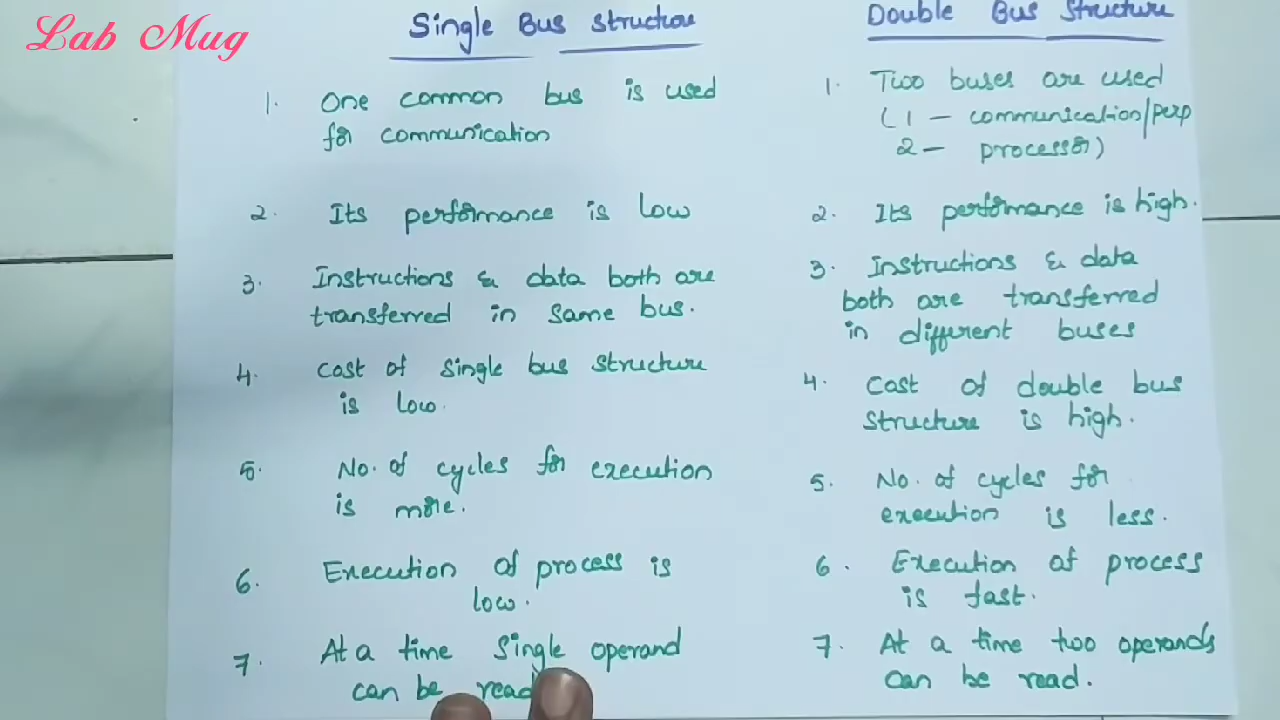 Lab Mug
Single Bus structure
1. One common bus is used
for communication
2. Its performance is low
3. Instructions & data both are
transferred in same bus.
4. Cost of single bus structure
is low.
5. No. of cycles for execution
is more.
6. Execution of process is
low.
7. At a time single operand
can be read
Double Bus structure
1. Two buses are used
(1 - communication/perp
2 - processor)
2. Its performance is high.
3. Instructions & data
both are transferred
in different buses
4. Cost of double bus
structure is high.
5. No. of cycles for
execution is less.
6. Execution of process
is fast.
7. At a time two operands
can be read.